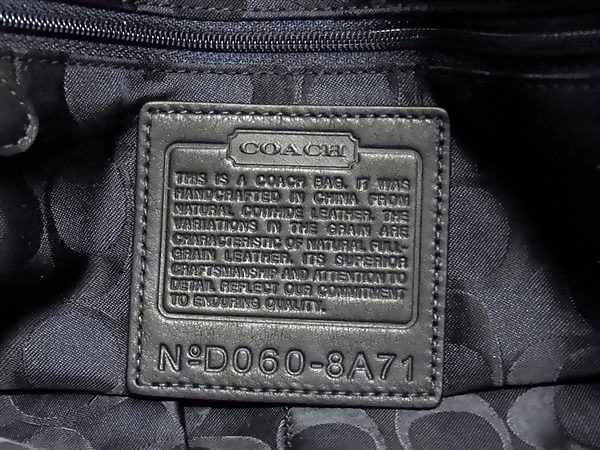 COACH
THIS IS A COACH BAG. IT WAS
HANDCRAFTED IN CHINA FROM
NATURAL COWHIDE LEATHER. THE
VARIATIONS IN THE GRAIN ARE
CHARACTERISTIC OF NATURAL FULL-
GRAIN LEATHER. ITS SUPERIOR
CRAFTSMANSHIP AND ATTENTION TO
DETAIL REFLECT OUR COMMITMENT
TO ENDURING QUALITY.
NºD060-8A71